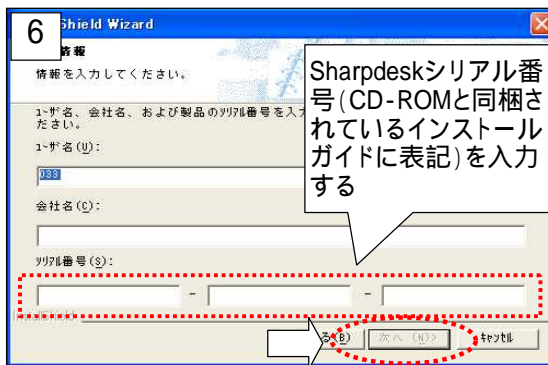 6
Shield Wizard
情報
情報を入力してください。
ﾕｰｻﾞ名、会社名、および製品のｼﾘｱﾙ番号を入力
ださい。
ﾕｰｻﾞ名(U):
033
会社名(C):
ｼﾘｱﾙ番号(S):
- -
InstallShield
る(B)
次へ (N)>
ｷｬﾝｾﾙ
Sharpdeskシリアル番
号(CD-ROMと同梱さ
れているインストール
ガイドに表記)を入力
する